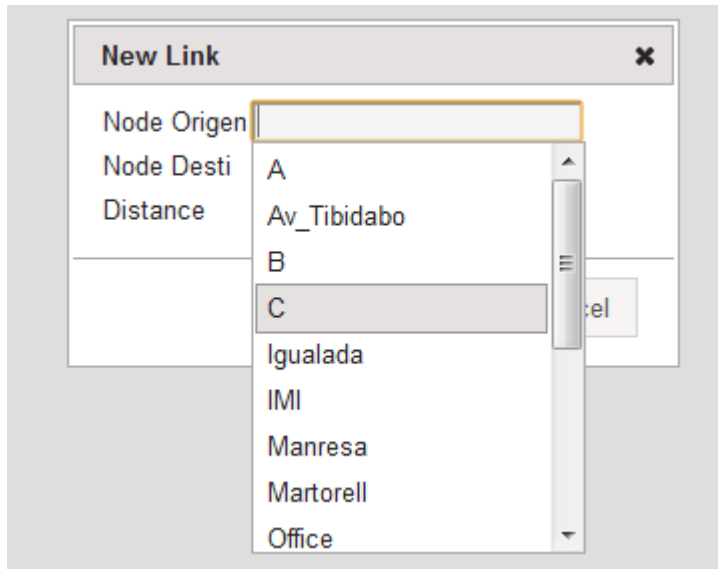 New Link
Node Origen
Node Desti
Distance
A
Av_Tibidabo
B
C
Igualada
IMI
Manresa
Martorell
Office